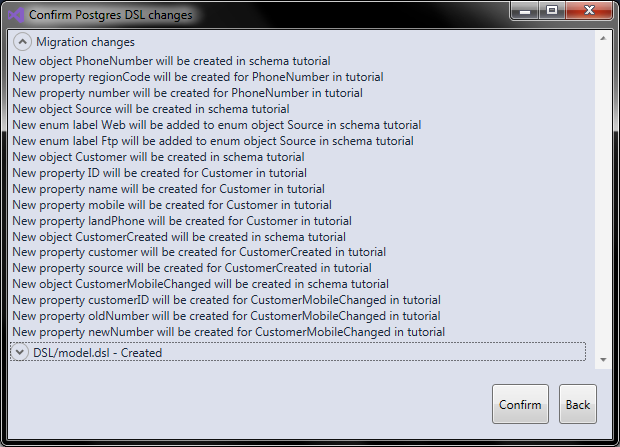 Confirm Postgres DSL changes
Migration changes
New object PhoneNumber will be created in schema tutorial
New property regionCode will be created for PhoneNumber in tutorial
New property number will be created for PhoneNumber in tutorial
New object Source will be created in schema tutorial
New enum label Web will be added to enum object Source in schema tutorial
New enum label Ftp will be added to enum object Source in schema tutorial
New object Customer will be created in schema tutorial
New property ID will be created for Customer in tutorial
New property name will be created for Customer in tutorial
New property mobile will be created for Customer in tutorial
New property landPhone will be created for Customer in tutorial
New object CustomerCreated will be created in schema tutorial
New property customer will be created for CustomerCreated in tutorial
New property source will be created for CustomerCreated in tutorial
New object CustomerMobileChanged will be created in schema tutorial
New property customerID will be created for CustomerMobileChanged in tutorial
New property oldNumber will be created for CustomerMobileChanged in tutorial
New property newNumber will be created for CustomerMobileChanged in tutorial
DSL/model.dsl - Created
Confirm
Back